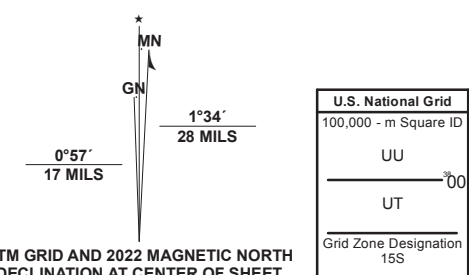 MN
GN
1°34´
28 MILS
0°57´
17 MILS
TM GRID AND 2022 MAGNETIC NORTH
DECLINATION AT CENTER OF SHEET
U.S. National Grid
100,000 - m Square ID
UU
³⁸00
UT
Grid Zone Designation
15S